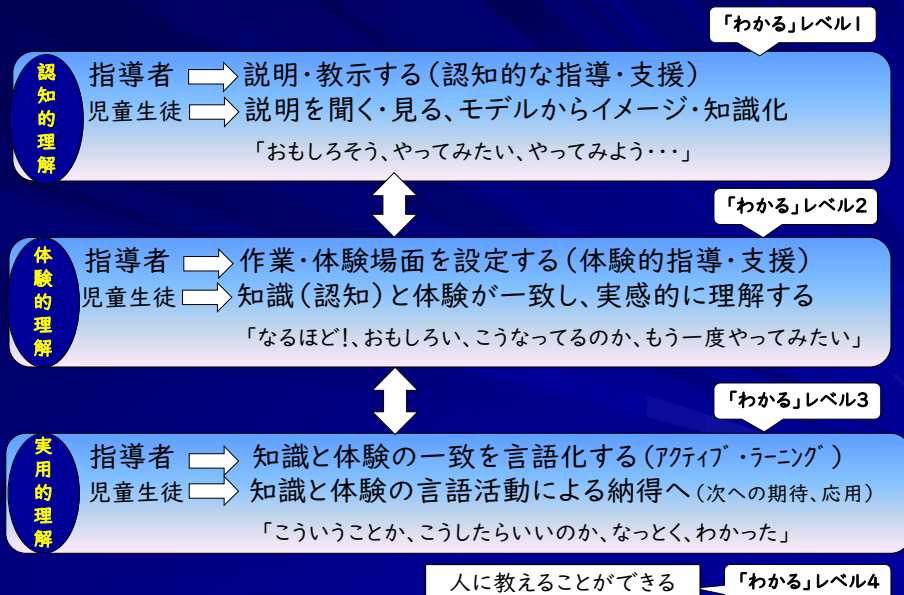 「わかる」レベル1
認知的理解
指導者 説明・教示する(認知的な指導・支援)
児童生徒 説明を聞く・見る、モデルからイメージ・知識化
「おもしろそう、やってみたい、やってみよう・・・」
「わかる」レベル2
体験的理解
指導者 作業・体験場面を設定する(体験的指導・支援)
児童生徒 知識(認知)と体験が一致し、実感的に理解する
「なるほど!、おもしろい、こうなってるのか、もう一度やってみたい」
「わかる」レベル3
実用的理解
指導者 知識と体験の一致を言語化する(アクティブ・ラーニング)
児童生徒 知識と体験の言語活動による納得へ(次への期待、応用)
「こういうことか、こうしたらいいのか、なっとく、わかった」
人に教えることができる
「わかる」レベル4